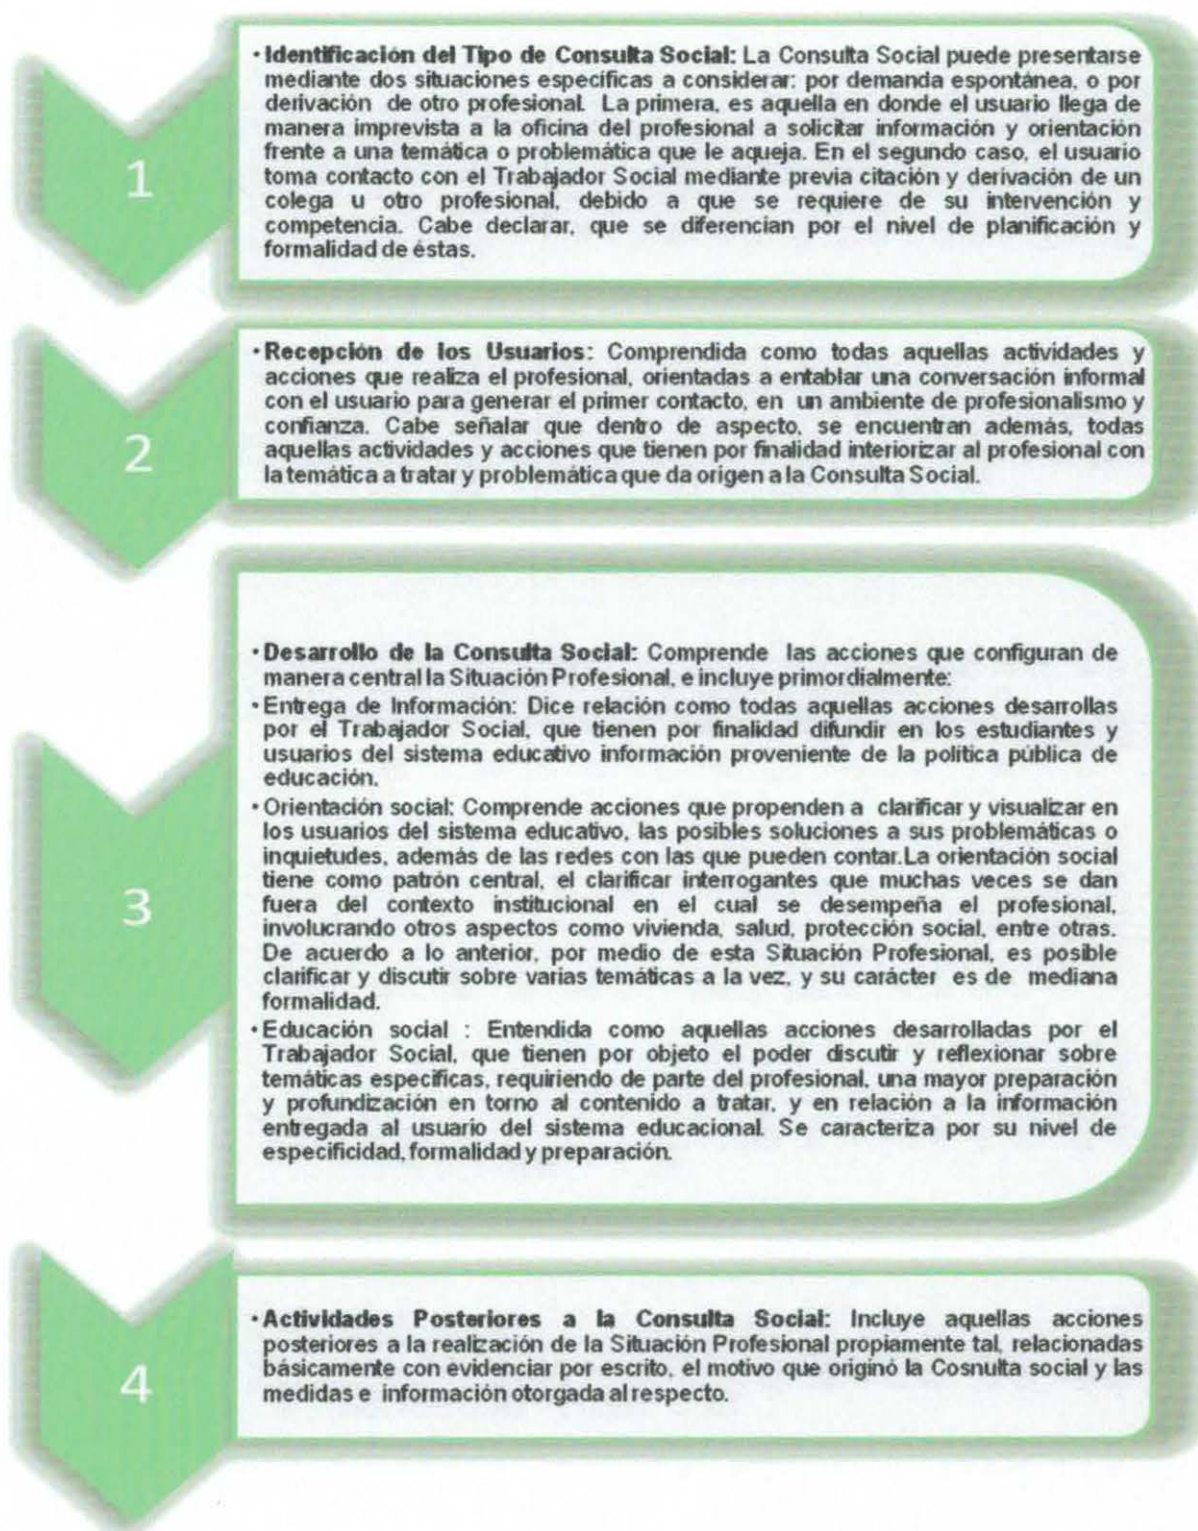 1
• Identificación del Tipo de Consulta Social: La Consulta Social puede presentarse
mediante dos situaciones específicas a considerar: por demanda espontánea, o por
derivación de otro profesional. La primera, es aquella en donde el usuario llega de
manera imprevista a la oficina del profesional a solicitar información y orientación
frente a una temática o problemática que le aqueja. En el segundo caso, el usuario
toma contacto con el Trabajador Social mediante previa citación y derivación de un
colega u otro profesional, debido a que se requiere de su intervención y
competencia. Cabe declarar, que se diferencian por el nivel de planificación y
formalidad de éstas.
2
• Recepción de los Usuarios: Comprendida como todas aquellas actividades y
acciones que realiza el profesional, orientadas a entablar una conversación informal
con el usuario para generar el primer contacto, en un ambiente de profesionalismo y
confianza. Cabe señalar que dentro de aspecto, se encuentran además, todas
aquellas actividades y acciones que tienen por finalidad interiorizar al profesional con
la temática a tratar y problemática que da origen a la Consulta Social.
3
• Desarrollo de la Consulta Social: Comprende las acciones que configuran de
manera central la Situación Profesional, e incluye primordialmente:
• Entrega de Información: Dice relación como todas aquellas acciones desarrollas
por el Trabajador Social, que tienen por finalidad difundir en los estudiantes y
usuarios del sistema educativo información proveniente de la política pública de
educación.
• Orientación social: Comprende acciones que propenden a clarificar y visualizar en
los usuarios del sistema educativo, las posibles soluciones a sus problemáticas o
inquietudes, además de las redes con las que pueden contar.La orientación social
tiene como patrón central, el clarificar interrogantes que muchas veces se dan
fuera del contexto institucional en el cual se desempeña el profesional,
involucrando otros aspectos como vivienda, salud, protección social, entre otras.
De acuerdo a lo anterior, por medio de esta Situación Profesional, es posible
clarificar y discutir sobre varias temáticas a la vez, y su carácter es de mediana
formalidad.
• Educación social : Entendida como aquellas acciones desarrolladas por el
Trabajador Social, que tienen por objeto el poder discutir y reflexionar sobre
temáticas específicas, requiriendo de parte del profesional, una mayor preparación
y profundización en torno al contenido a tratar, y en relación a la información
entregada al usuario del sistema educacional. Se caracteriza por su nivel de
especificidad, formalidad y preparación.
4
• Actividades Posteriores a la Consulta Social: Incluye aquellas acciones
posteriores a la realización de la Situación Profesional propiamente tal, relacionadas
básicamente con evidenciar por escrito, el motivo que originó la Cosnulta social y las
medidas e información otorgada al respecto.